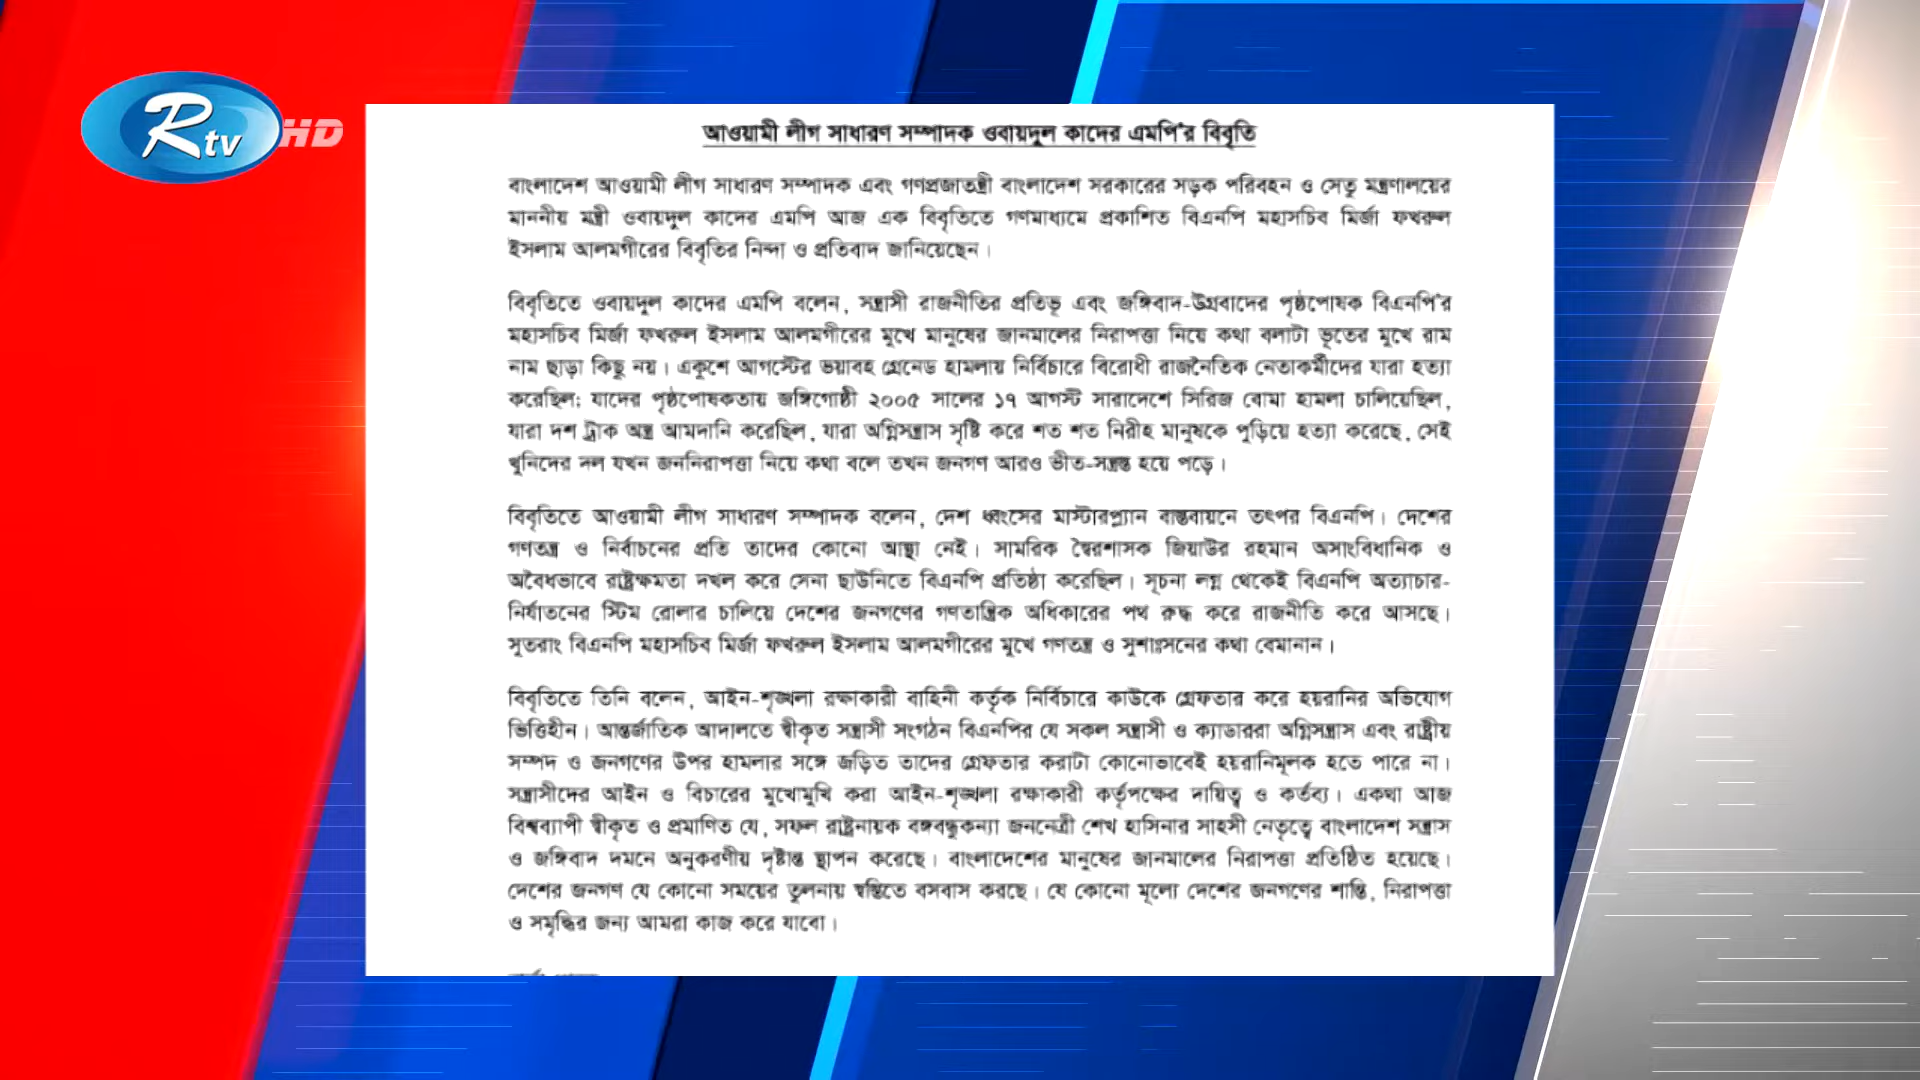 Rtv HD
আওয়ামী লীগ সাধারণ সম্পাদক ওবায়দুল কাদের এমপি'র বিবৃতি
বাংলাদেশ আওয়ামী লীগ সাধারণ সম্পাদক এবং গণপ্রজাতন্ত্রী বাংলাদেশ সরকারের সড়ক পরিবহন ও সেতু মন্ত্রণালয়ের
মাননীয় মন্ত্রী ওবায়দুল কাদের এমপি আজ এক বিবৃতিতে গণমাধ্যমে প্রকাশিত বিএনপি মহাসচিব মির্জা ফখরুল
ইসলাম আলমগীরের বিবৃতির নিন্দা ও প্রতিবাদ জানিয়েছেন।
বিবৃতিতে ওবায়দুল কাদের এমপি বলেন, সন্ত্রাসী রাজনীতির প্রতিভূ এবং জঙ্গিবাদ-উগ্রবাদের পৃষ্ঠপোষক বিএনপি'র
মহাসচিব মির্জা ফখরুল ইসলাম আলমগীরের মুখে মানুষের জানমালের নিরাপত্তা নিয়ে কথা বলাটা ভূতের মুখে রাম
নাম ছাড়া কিছু নয়। একুশে আগস্টের ভয়াবহ গ্রেনেড হামলায় নির্বিচারে বিরোধী রাজনৈতিক নেতাকর্মীদের যারা হত্যা
করেছিল; যাদের পৃষ্ঠপোষকতায় জঙ্গিগোষ্ঠী ২০০৫ সালের ১৭ আগস্ট সারাদেশে সিরিজ বোমা হামলা চালিয়েছিল,
যারা দশ ট্রাক অস্ত্র আমদানি করেছিল, যারা অগ্নিসন্ত্রাস সৃষ্টি করে শত শত নিরীহ মানুষকে পুড়িয়ে হত্যা করেছে, সেই
খুনিদের দল যখন জননিরাপত্তা নিয়ে কথা বলে তখন জনগণ আরও ভীত-সন্ত্রস্ত হয়ে পড়ে।
বিবৃতিতে আওয়ামী লীগ সাধারণ সম্পাদক বলেন, দেশ ধ্বংসের মাস্টারপ্ল্যান বাস্তবায়নে তৎপর বিএনপি। দেশের
গণতন্ত্র ও নির্বাচনের প্রতি তাদের কোনো আস্থা নেই। সামরিক স্বৈরশাসক জিয়াউর রহমান অসাংবিধানিক ও
অবৈধভাবে রাষ্ট্রক্ষমতা দখল করে সেনা ছাউনিতে বিএনপি প্রতিষ্ঠা করেছিল। সূচনা লগ্ন থেকেই বিএনপি অত্যাচার-
নির্যাতনের স্টিম রোলার চালিয়ে দেশের জনগণের গণতান্ত্রিক অধিকারের পথ রুদ্ধ করে রাজনীতি করে আসছে।
সুতরাং বিএনপি মহাসচিব মির্জা ফখরুল ইসলাম আলমগীরের মুখে গণতন্ত্র ও সুশাঃসনের কথা বেমানান।
বিবৃতিতে তিনি বলেন, আইন-শৃঙ্খলা রক্ষাকারী বাহিনী কর্তৃক নির্বিচারে কাউকে গ্রেফতার করে হয়রানির অভিযোগ
ভিত্তিহীন। আন্তর্জাতিক আদালতে স্বীকৃত সন্ত্রাসী সংগঠন বিএনপির যে সকল সন্ত্রাসী ও ক্যাডাররা অগ্নিসন্ত্রাস এবং রাষ্ট্রীয়
সম্পদ ও জনগণের উপর হামলার সঙ্গে জড়িত তাদের গ্রেফতার করাটা কোনোভাবেই হয়রানিমূলক হতে পারে না।
সন্ত্রাসীদের আইন ও বিচারের মুখোমুখি করা আইন-শৃঙ্খলা রক্ষাকারী কর্তৃপক্ষের দায়িত্ব ও কর্তব্য। একথা আজ
বিশ্বব্যাপী স্বীকৃত ও প্রমাণিত যে, সফল রাষ্ট্রনায়ক বঙ্গবন্ধুকন্যা জননেত্রী শেখ হাসিনার সাহসী নেতৃত্বে বাংলাদেশ সন্ত্রাস
ও জঙ্গিবাদ দমনে অনুকরণীয় দৃষ্টান্ত স্থাপন করেছে। বাংলাদেশের মানুষের জানমালের নিরাপত্তা প্রতিষ্ঠিত হয়েছে।
দেশের জনগণ যে কোনো সময়ের তুলনায় স্বস্তিতে বসবাস করছে। যে কোনো মূল্যে দেশের জনগণের শান্তি, নিরাপত্তা
ও সমৃদ্ধির জন্য আমরা কাজ করে যাবো।